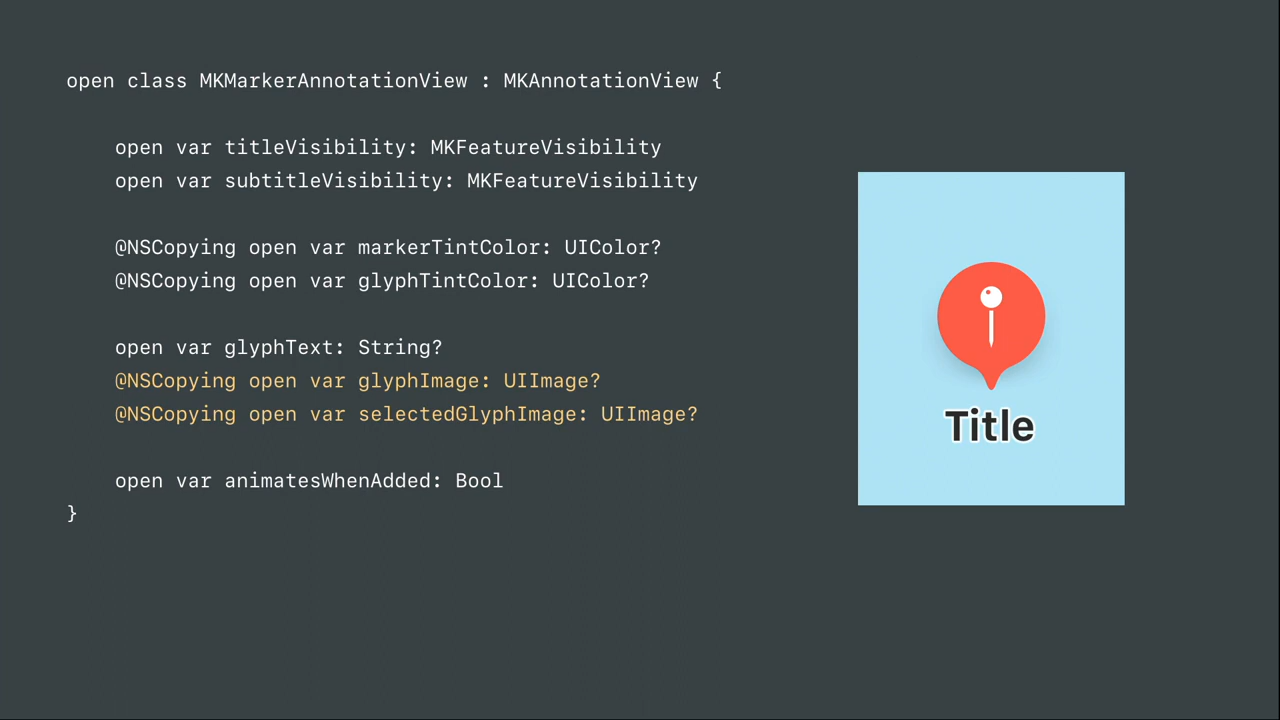 open class MKMarkerAnnotationView : MKAnnotationView {
open var titleVisibility: MKFeatureVisibility
open var subtitleVisibility: MKFeatureVisibility
@NSCopying open var markerTintColor: UIColor?
@NSCopying open var glyphTintColor: UIColor?
open var glyphText: String?
@NSCopying open var glyphImage: UIImage?
@NSCopying open var selectedGlyphImage: UIImage?
open var animatesWhenAdded: Bool
}
Title